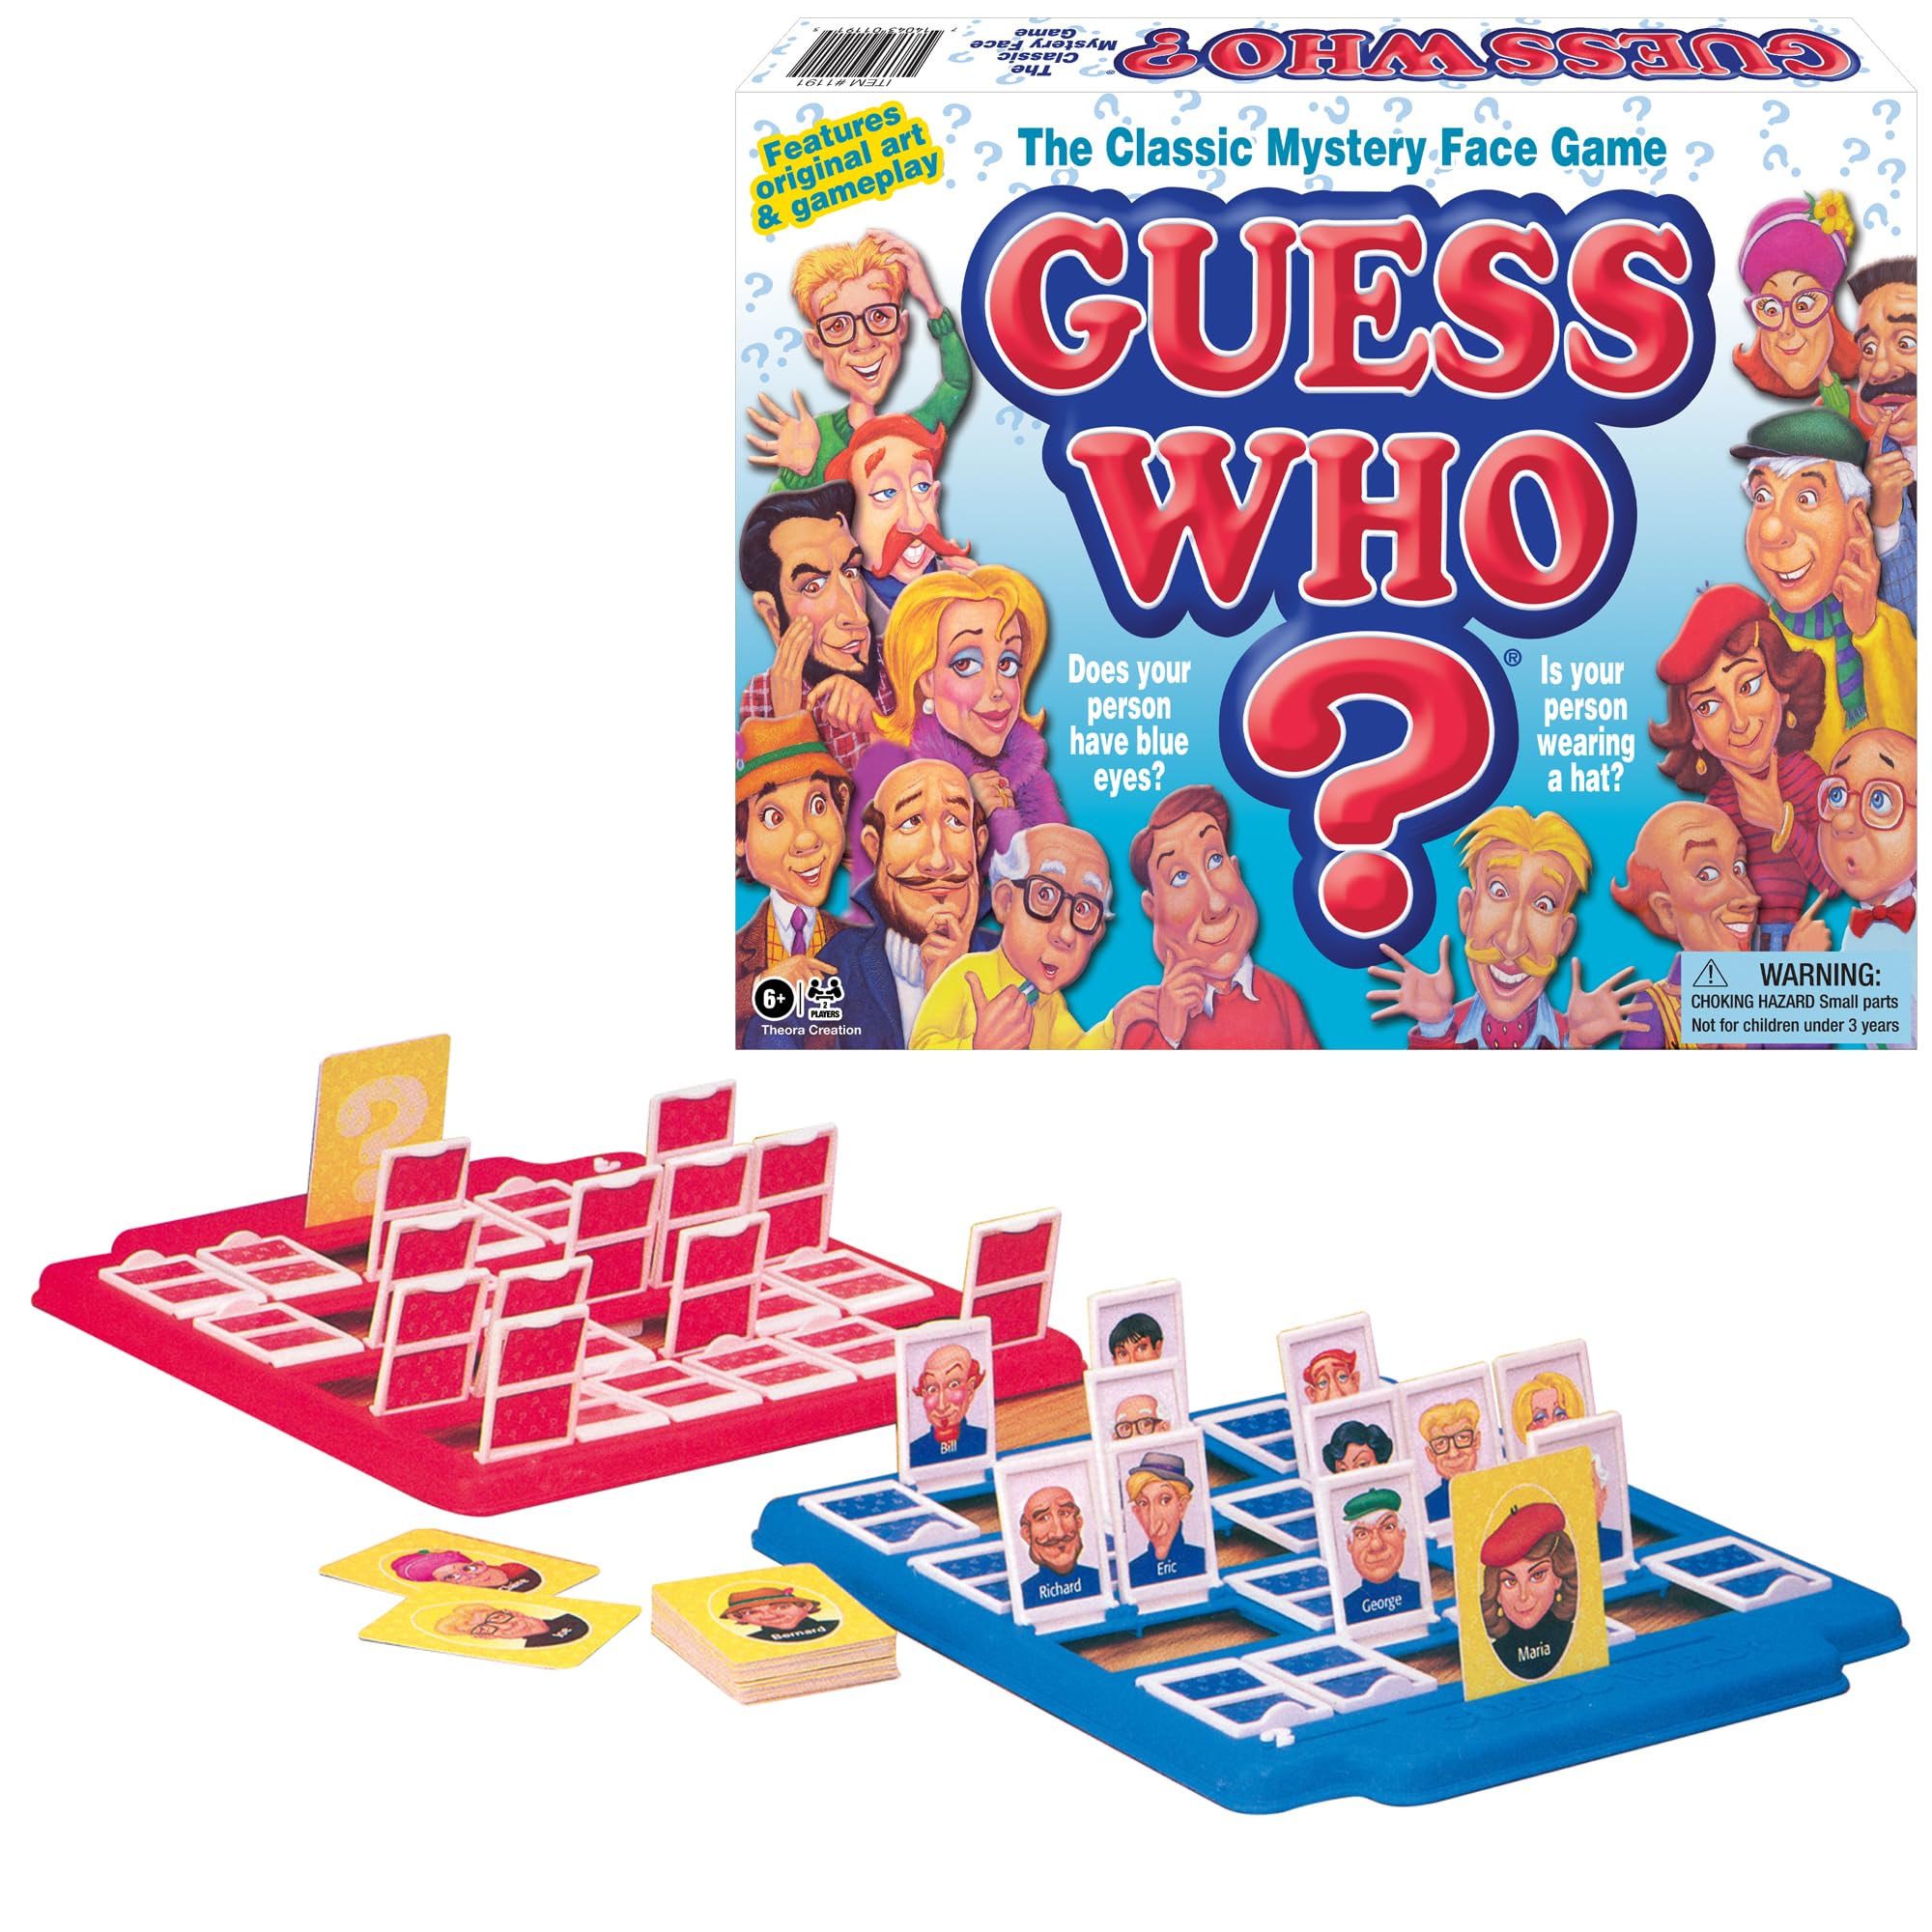 GUESS WHO?
The
Classic
Mystery Face
Game
ITEM #1191
Features
original art
& gameplay
The Classic Mystery Face Game
GUESS
WHO
?
®
Does your
person
have blue
eyes?
Is your
person
wearing
a hat?
6+
2
PLAYERS
Theora Creation
WARNING:
CHOKING HAZARD Small parts
Not for children under 3 years
Bill
Richard
Eric
George
Maria
Joe
Bernard